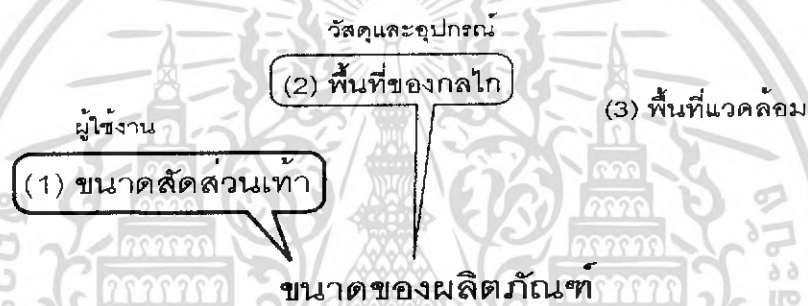 วัสดุและอุปกรณ์
(2) พื้นที่ของกลไก
(3) พื้นที่แวดล้อม
ผู้ใช้งาน
(1) ขนาดสัดส่วนเท้า
ขนาดของผลิตภัณฑ์